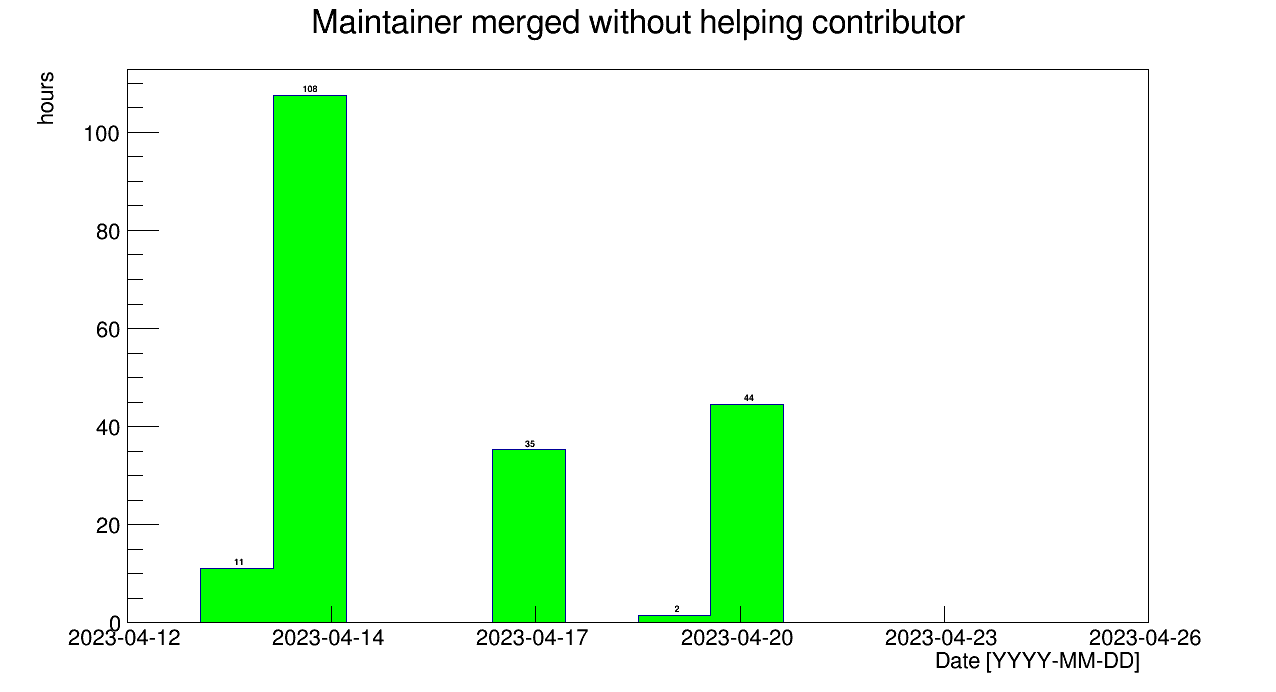 Maintainer merged without helping contributor
hours
100
80
60
40
20
0
108
11
35
2
44
2023-04-12 2023-04-14 2023-04-17 2023-04-20 2023-04-23 2023-04-26
Date [YYYY-MM-DD]